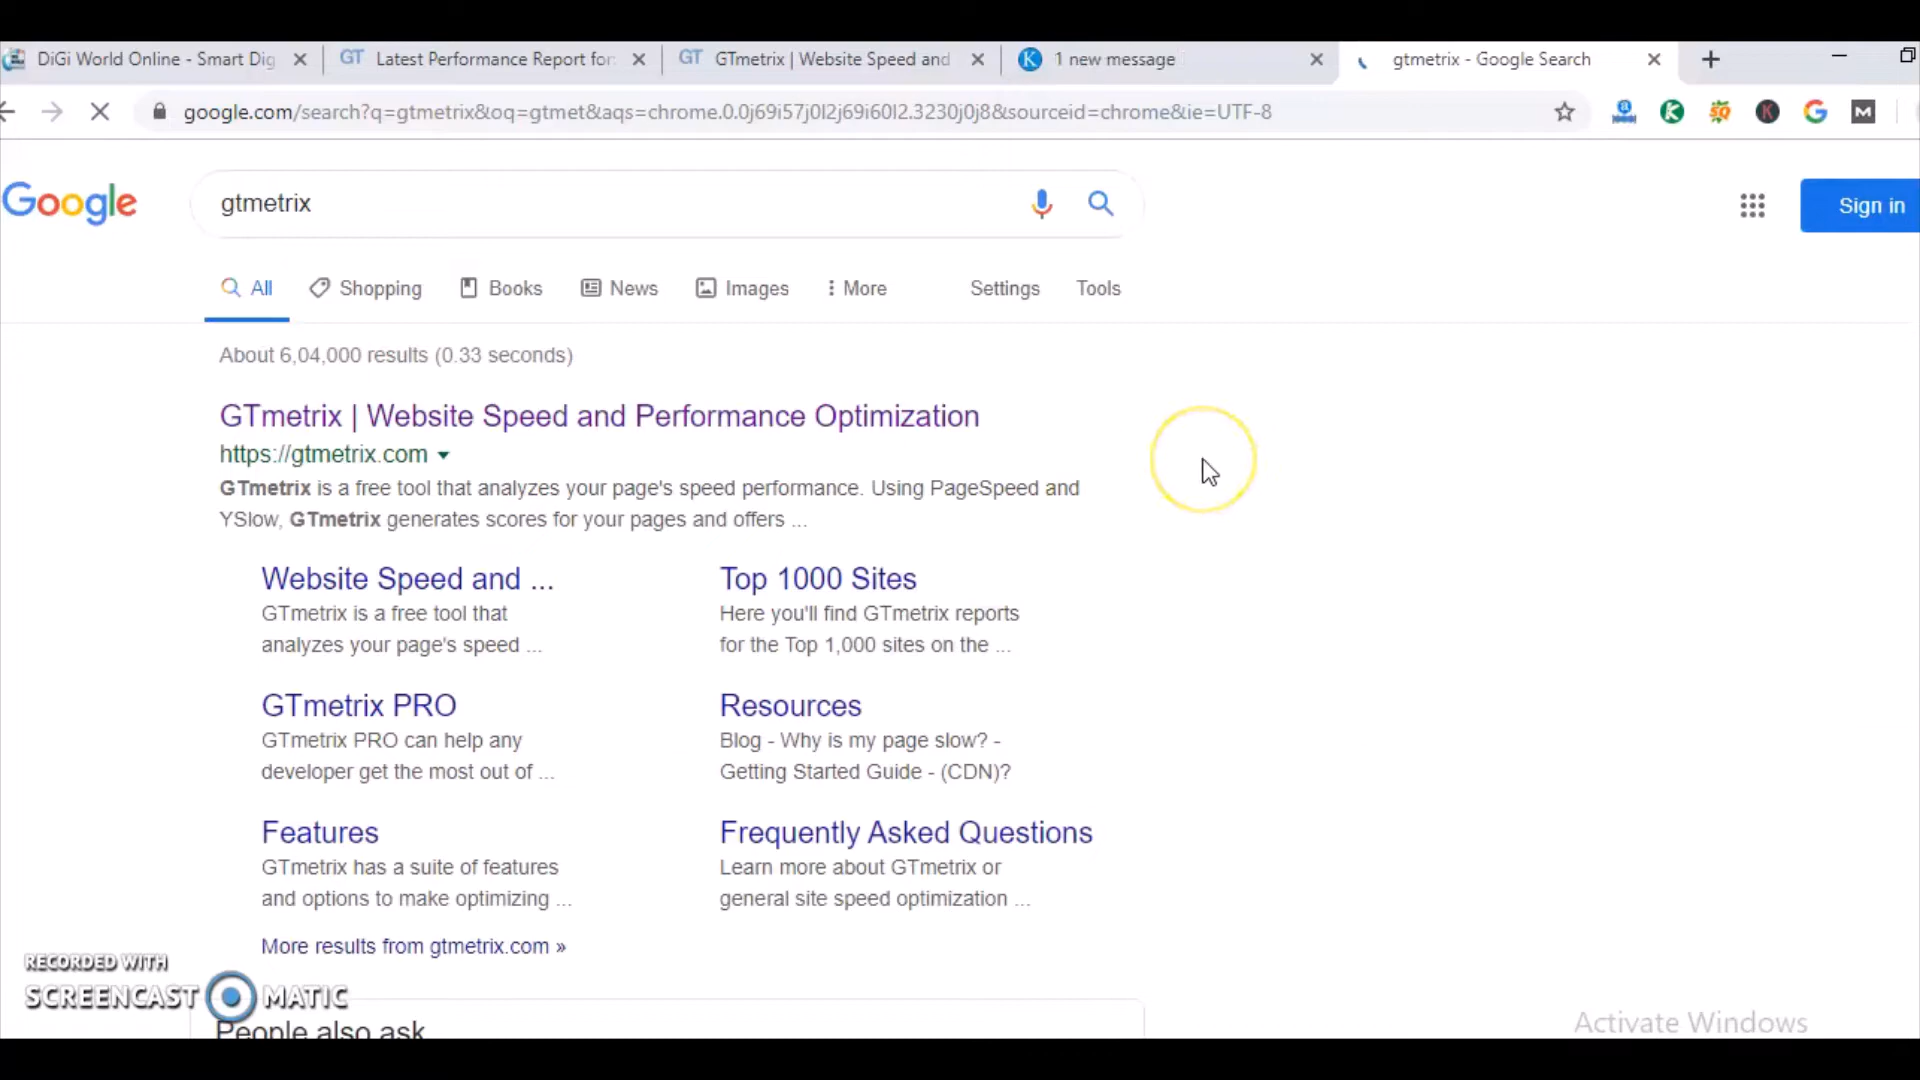 DiGi World Online - Smart Dig
GT Latest Performance Report for
GT GTmetrix | Website Speed and
K 1 new message
gtmetrix - Google Search
google.com/search?q=gtmetrix&oq=gtmet&aqs=chrome.0.0j69i57j0l2j69i60l2.3230j0j8&sourceid=chrome&ie=UTF-8
Google
gtmetrix
Sign in
All
Shopping
Books
News
Images
More
Settings
Tools
About 6,04,000 results (0.33 seconds)
GTmetrix | Website Speed and Performance Optimization
https://gtmetrix.com
GTmetrix is a free tool that analyzes your page's speed performance. Using PageSpeed and
YSlow, GTmetrix generates scores for your pages and offers ...
Website Speed and ...
GTmetrix is a free tool that
analyzes your page's speed ...
Top 1000 Sites
Here you'll find GTmetrix reports
for the Top 1,000 sites on the ...
GTmetrix PRO
GTmetrix PRO can help any
developer get the most out of ...
Resources
Blog - Why is my page slow? -
Getting Started Guide - (CDN)?
Features
GTmetrix has a suite of features
and options to make optimizing ...
Frequently Asked Questions
Learn more about GTmetrix or
general site speed optimization ...
More results from gtmetrix.com »
People also ask
RECORDED WITH
SCREENCAST MATIC
Activate Windows